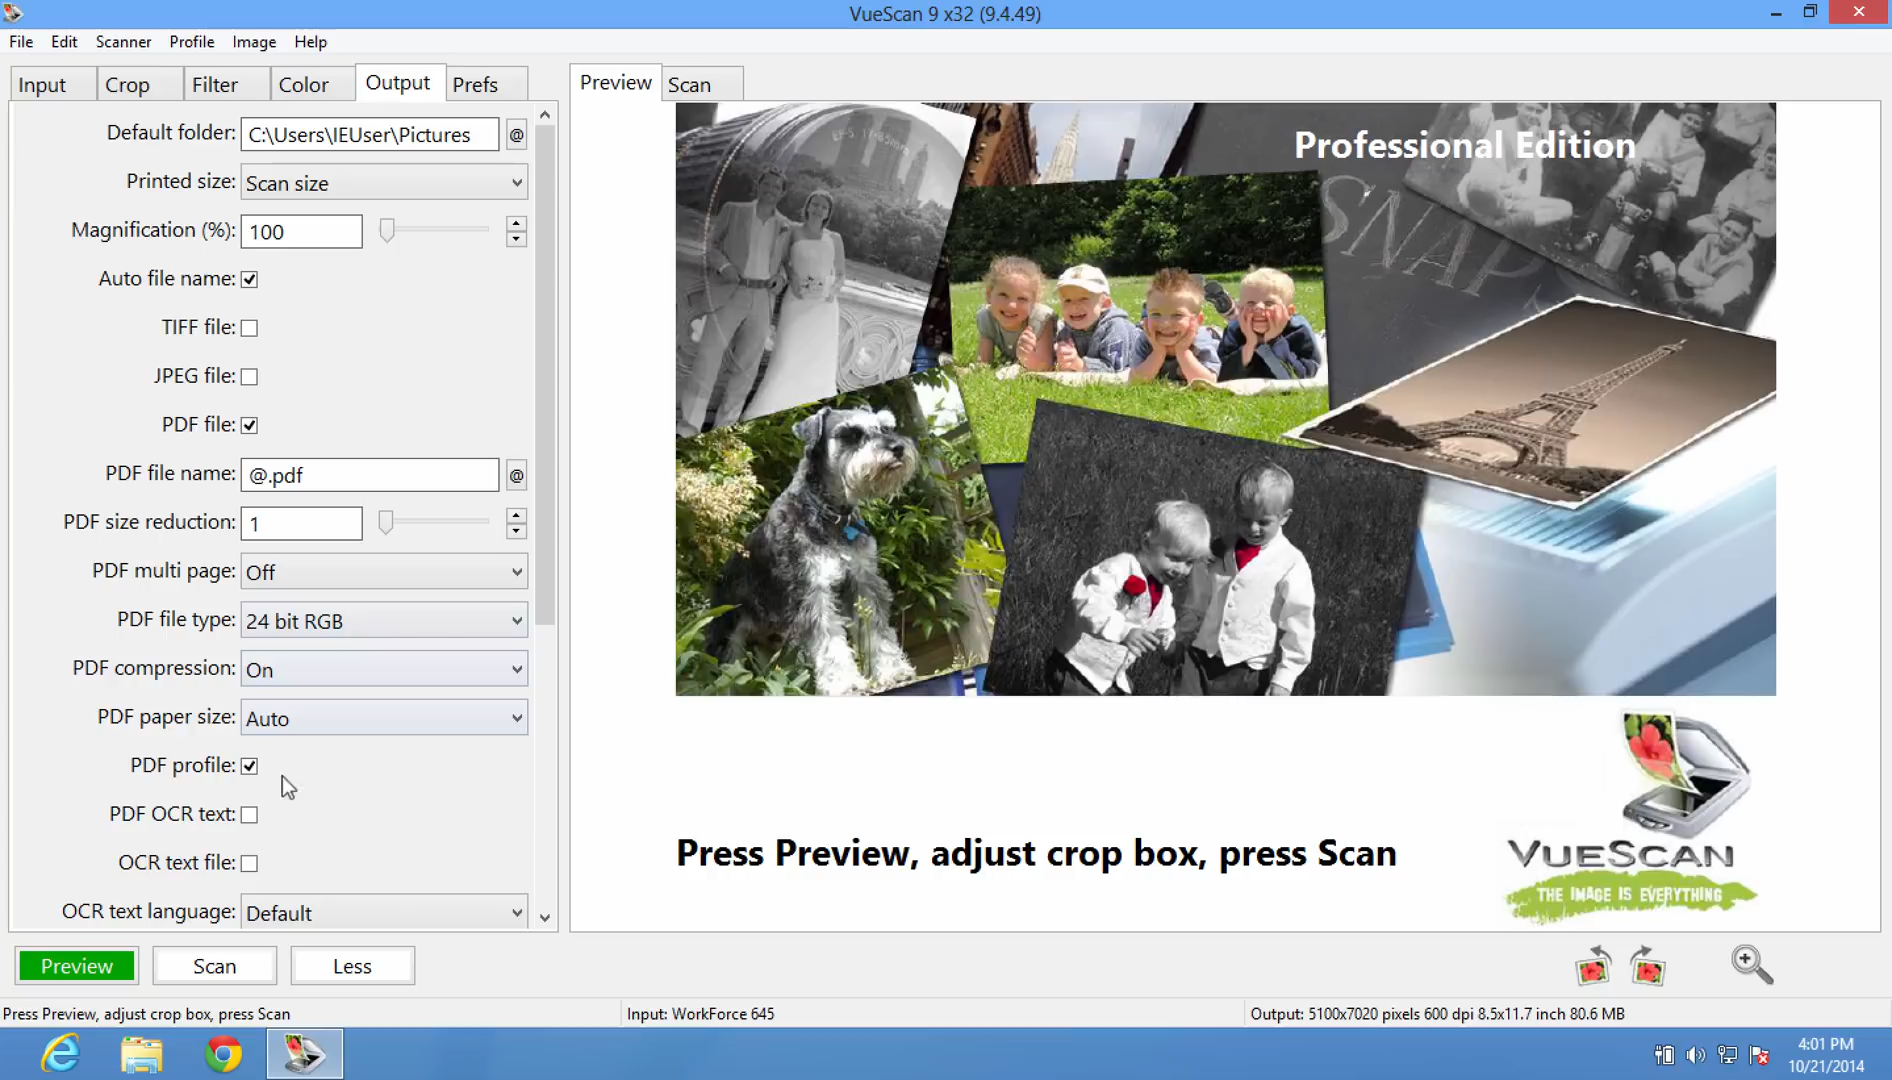 VueScan 9 x32 (9.4.49)
File Edit Scanner Profile Image Help
Input Crop Filter Color Output Prefs
Preview Scan
Default folder: C:\Users\IEUser\Pictures @
Printed size: Scan size
Magnification (%): 100
Auto file name:
TIFF file:
JPEG file:
PDF file:
PDF file name: @.pdf @
PDF size reduction: 1
PDF multi page: Off
PDF file type: 24 bit RGB
PDF compression: On
PDF paper size: Auto
PDF profile:
PDF OCR text:
OCR text file:
OCR text language: Default
Professional Edition
EF-S 17-85mm
SNAP
7
Press Preview, adjust crop box, press Scan
VUESCAN
THE IMAGE IS EVERYTHING
Preview Scan Less
Press Preview, adjust crop box, press Scan
Input: WorkForce 645
Output: 5100x7020 pixels 600 dpi 8.5x11.7 inch 80.6 MB
4:01 PM
10/21/2014